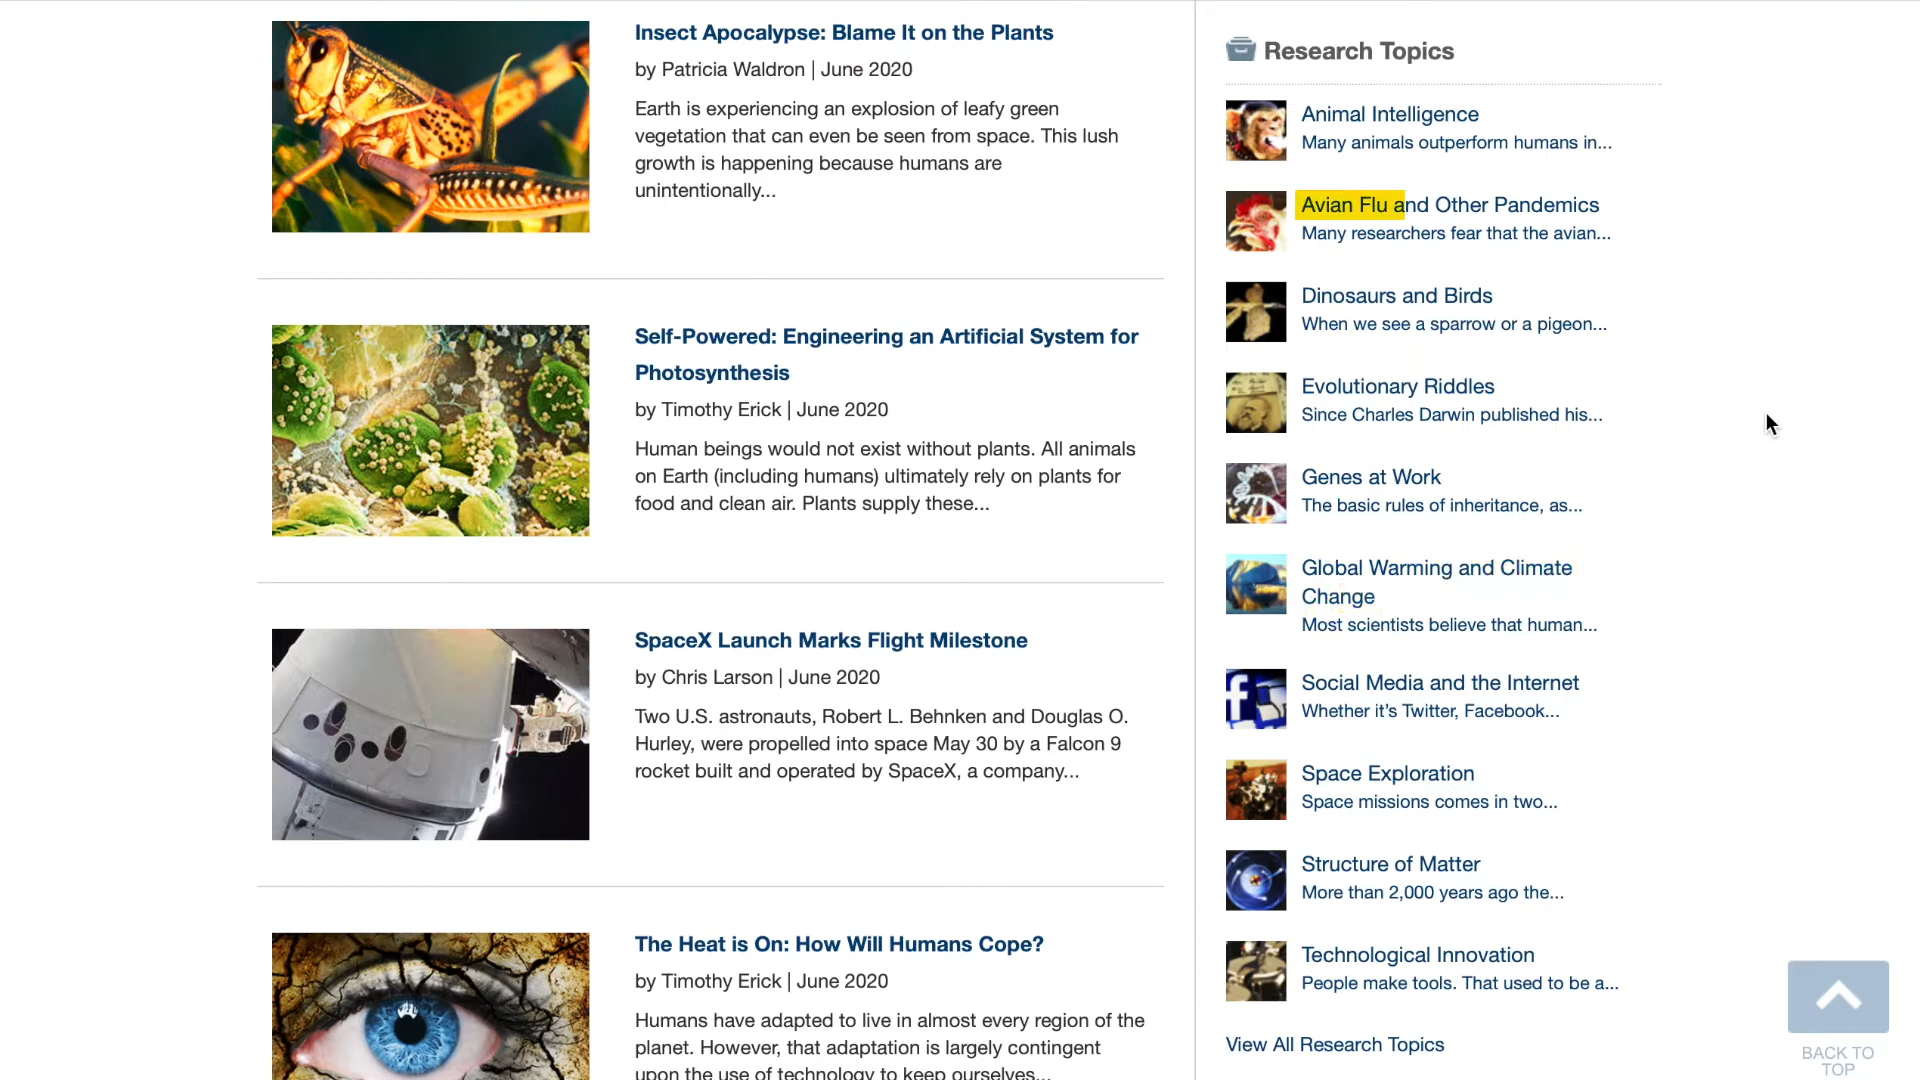 Insect Apocalypse: Blame It on the Plants
by Patricia Waldron | June 2020
Earth is experiencing an explosion of leafy green
vegetation that can even be seen from space. This lush
growth is happening because humans are
unintentionally...
Self-Powered: Engineering an Artificial System for
Photosynthesis
by Timothy Erick | June 2020
Human beings would not exist without plants. All animals
on Earth (including humans) ultimately rely on plants for
food and clean air. Plants supply these...
SpaceX Launch Marks Flight Milestone
by Chris Larson | June 2020
Two U.S. astronauts, Robert L. Behnken and Douglas O.
Hurley, were propelled into space May 30 by a Falcon 9
rocket built and operated by SpaceX, a company...
The Heat is On: How Will Humans Cope?
by Timothy Erick | June 2020
Humans have adapted to live in almost every region of the
planet. However, that adaptation is largely contingent
upon the use of technology to keep ourselves...
Research Topics
Animal Intelligence
Many animals outperform humans in...
Avian Flu and Other Pandemics
Many researchers fear that the avian...
Dinosaurs and Birds
When we see a sparrow or a pigeon...
Evolutionary Riddles
Since Charles Darwin published his...
Genes at Work
The basic rules of inheritance, as...
Global Warming and Climate
Change
Most scientists believe that human...
Social Media and the Internet
Whether it's Twitter, Facebook...
Space Exploration
Space missions comes in two...
Structure of Matter
More than 2,000 years ago the...
Technological Innovation
People make tools. That used to be a...
View All Research Topics
BACK TO
TOP